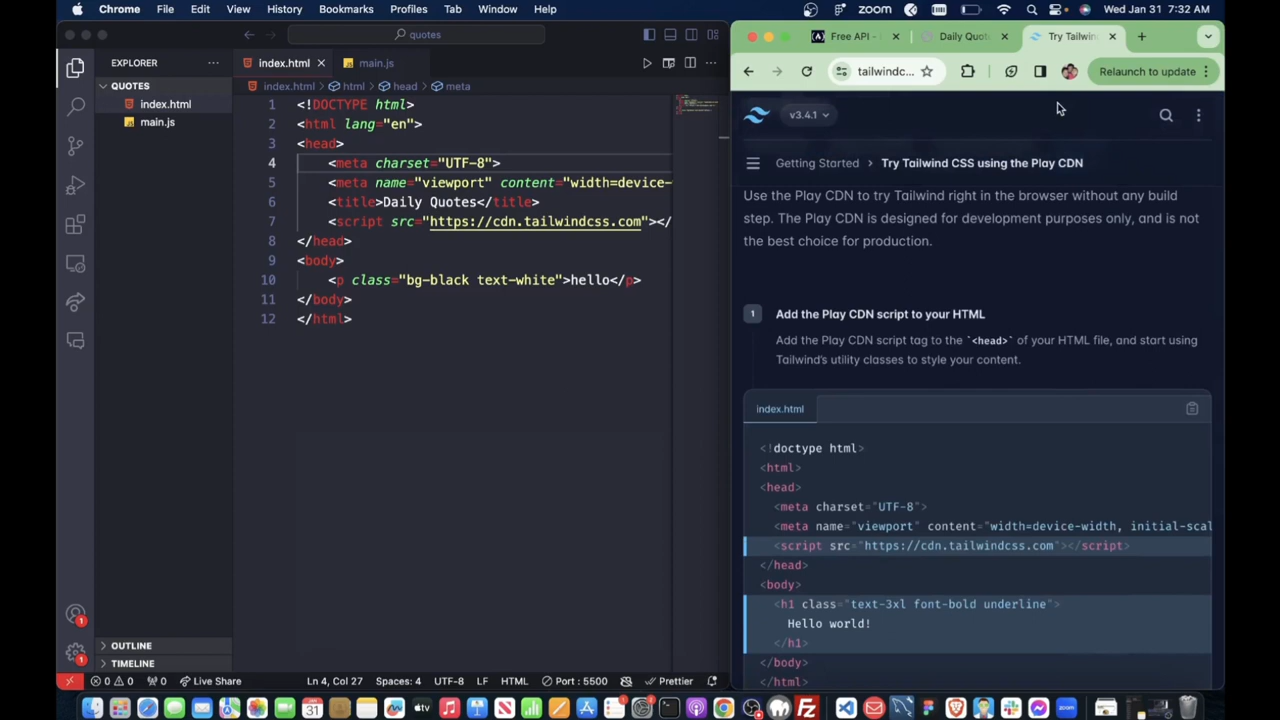 Chrome File Edit View History Bookmarks Profiles Tab Window Help
zoom
Wed Jan 31 7:32 AM
quotes
EXPLORER
QUOTES
index.html
main.js
OUTLINE
TIMELINE
index.html
main.js
index.html > html > head > meta
1 <!DOCTYPE html>
2 <html lang="en">
3 <head>
4 <meta charset="UTF-8">
5 <meta name="viewport" content="width=device-
6 <title>Daily Quotes</title>
7 <script src="https://cdn.tailwindcss.com"></
8 </head>
9 <body>
10 <p class="bg-black text-white">hello</p>
11 </body>
12 </html>
1
1
0 0 0 Live Share Ln 4, Col 27 Spaces: 4 UTF-8 LF HTML Port : 5500 Prettier
Free API -
Daily Quot
Try Tailwin
tailwindc...
Relaunch to update
v3.4.1
Getting Started > Try Tailwind CSS using the Play CDN
Use the Play CDN to try Tailwind right in the browser without any build
step. The Play CDN is designed for development purposes only, and is not
the best choice for production.
1 Add the Play CDN script to your HTML
Add the Play CDN script tag to the `<head>` of your HTML file, and start using
Tailwind's utility classes to style your content.
index.html
<!doctype html>
<html>
<head>
<meta charset="UTF-8">
<meta name="viewport" content="width=device-width, initial-scal
<script src="https://cdn.tailwindcss.com"></script>
</head>
<body>
<h1 class="text-3xl font-bold underline">
Hello world!
</h1>
</body>
</html>